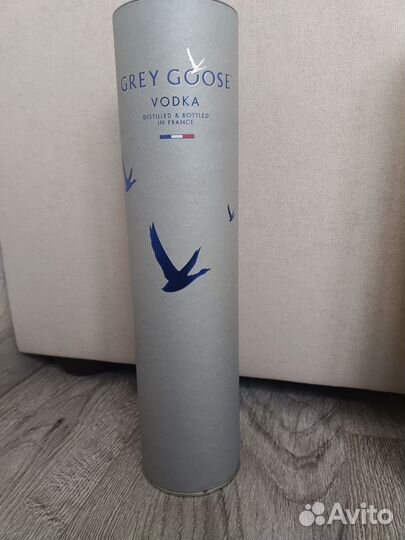 GREY GOOSE
VODKA
DISTILLED & BOTTLED
IN FRANCE
Avito